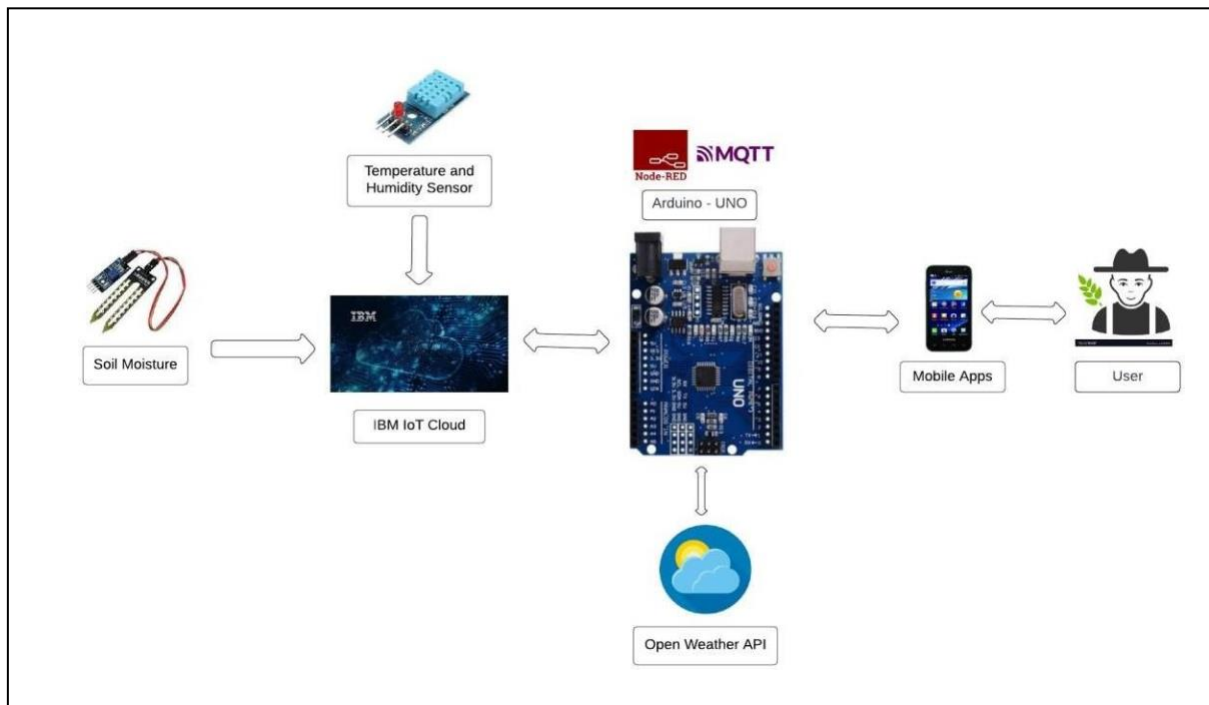 Node-RED
MQTT
Temperature and
Humidity Sensor
Arduino - UNO
Soil Moisture
IBM
IBM IoT Cloud
UNO
Mobile Apps
User
Open Weather API